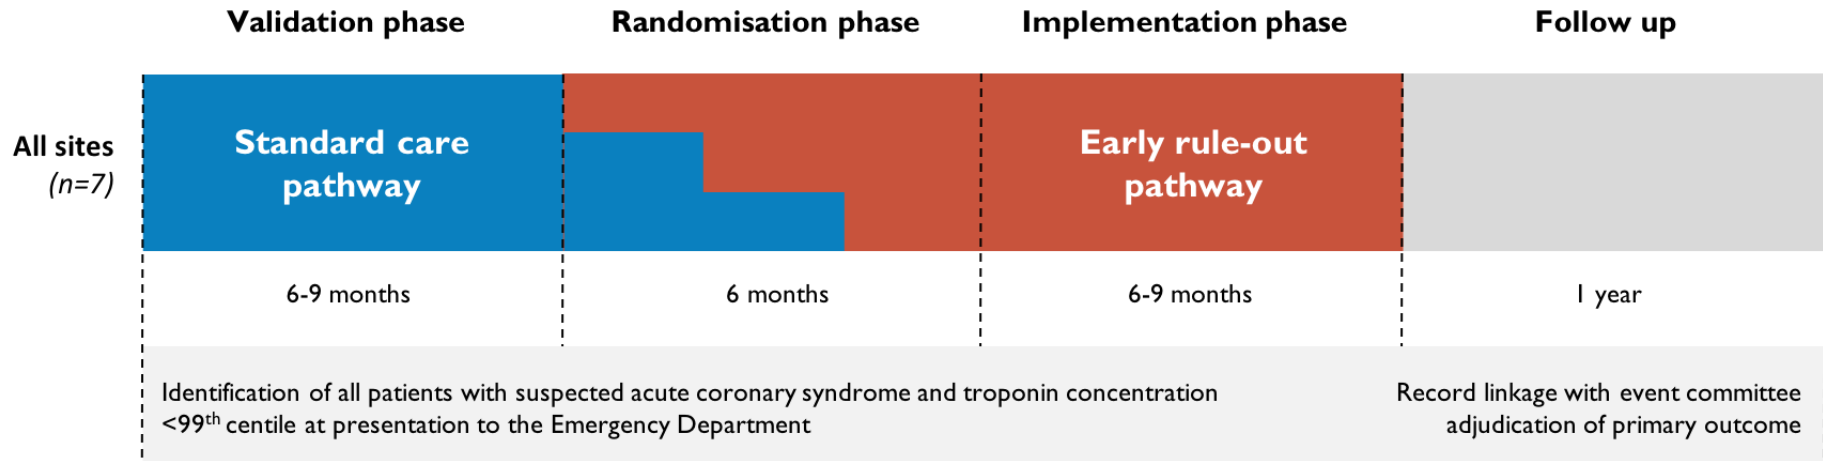 Validation phase
Randomisation phase
Implementation phase
Follow up
All sites
(n=7)
Standard care
pathway
Early rule-out
pathway
6-9 months
6 months
6-9 months
1 year
Identification of all patients with suspected acute coronary syndrome and troponin concentration
<99th centile at presentation to the Emergency Department
Record linkage with event committee
adjudication of primary outcome